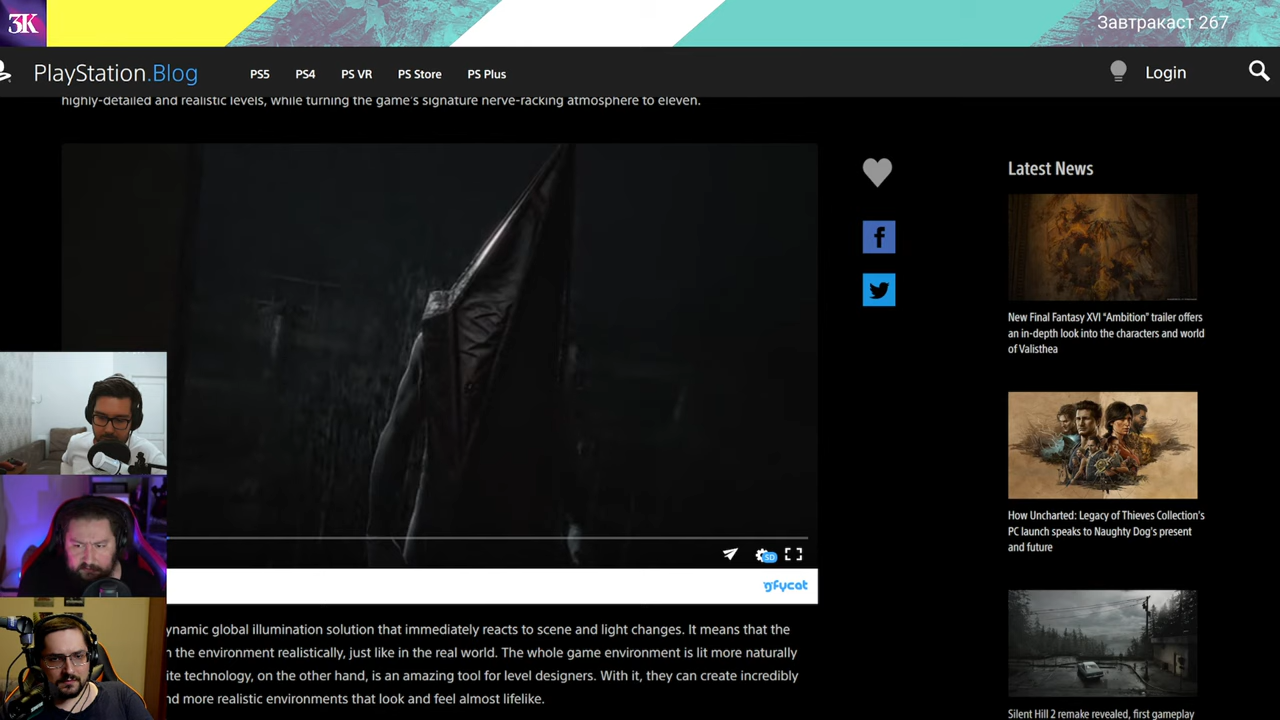 3K
Завтракаст 267
PlayStation.Blog
PS5
PS4
PS VR
PS Store
PS Plus
Login
highly-detailed and realistic levels, while turning the game's signature nerve-racking atmosphere to eleven.
Latest News
New Final Fantasy XVI "Ambition" trailer offers
an in-depth look into the characters and world
of Valisthea
How Uncharted: Legacy of Thieves Collection's
PC launch speaks to Naughty Dog's present
and future
Silent Hill 2 remake revealed, first gameplay
SD
gfycat
ynamic global illumination solution that immediately reacts to scene and light changes. It means that the
the environment realistically, just like in the real world. The whole game environment is lit more naturally
ite technology, on the other hand, is an amazing tool for level designers. With it, they can create incredibly
d more realistic environments that look and feel almost lifelike.